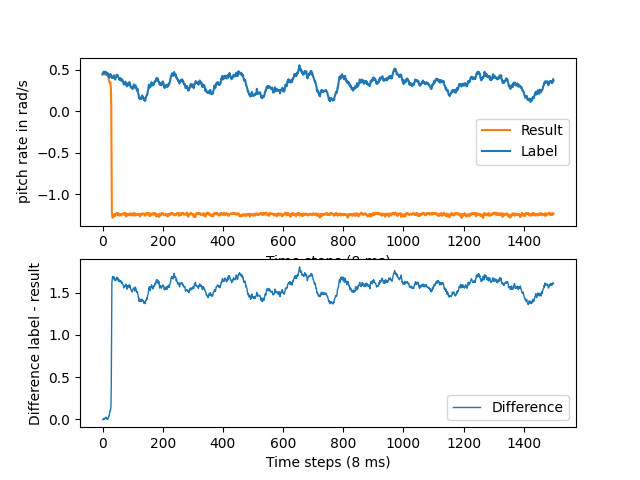 0.5
0.0
−0.5
−1.0
pitch rate in rad/s
Result
Label
0 200 400 600 800 1000 1200 1400
Time steps (8 ms)
1.5
1.0
0.5
0.0
Difference label - result
Difference
0 200 400 600 800 1000 1200 1400
Time steps (8 ms)